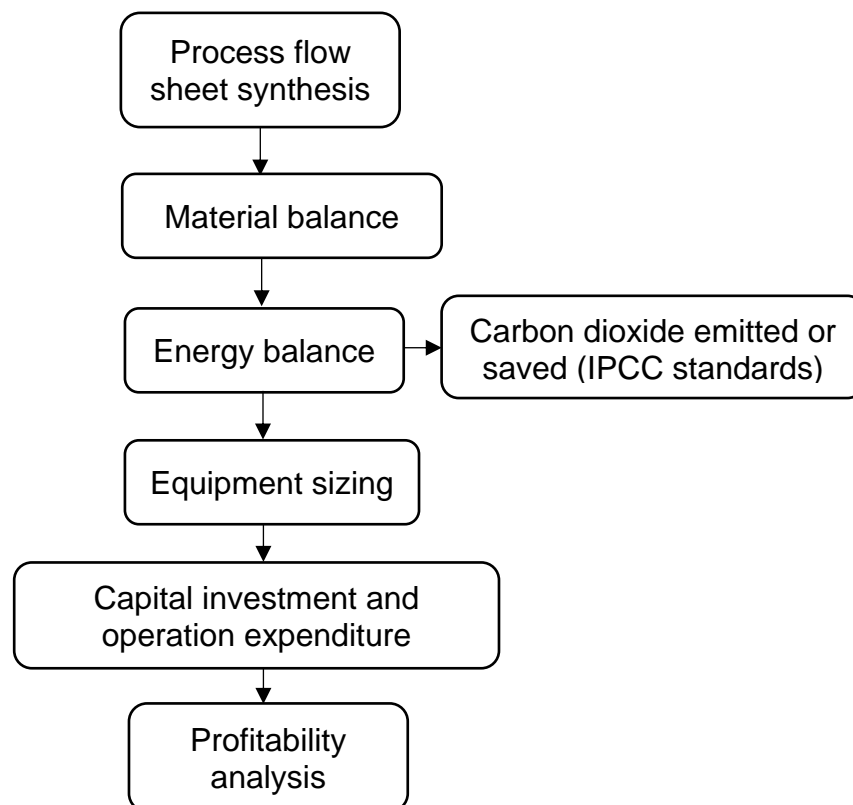 Process flow
sheet synthesis
Material balance
Energy balance
Carbon dioxide emitted or
saved (IPCC standards)
Equipment sizing
Capital investment and
operation expenditure
Profitability
analysis